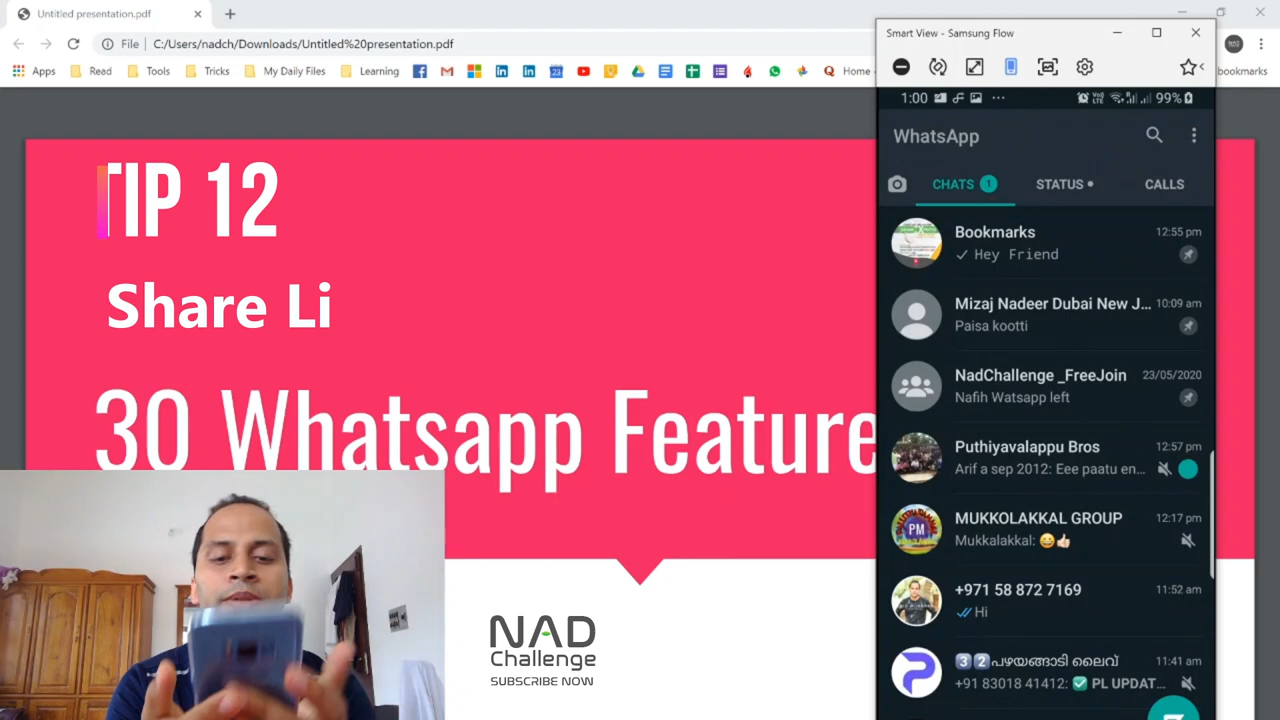 Untitled presentation.pdf
File
C:/Users/nadch/Downloads/Untitled%20presentation.pdf
Apps
Read
Tools
Tricks
My Daily Files
Learning
Home
bookmarks
TIP 12
Share Li
30 Whatsapp Feature
NAD
Challenge
SUBSCRIBE NOW
Smart View - Samsung Flow
1:00
99%
WhatsApp
CHATS 1
STATUS
CALLS
Bookmarks
12:55 pm
Hey Friend
Mizaj Nadeer Dubai New J...
10:09 am
Paisa kootti
NadChallenge _FreeJoin
23/05/2020
Nafih Watsapp left
Puthiyavalappu Bros
12:57 pm
Arif a sep 2012: Eee paatu en...
MUKKOLAKKAL GROUP
12:17 pm
PM
Mukkalakkal: 😄👍🏻
+971 58 872 7169
11:52 am
Hi
3️⃣2️⃣പഴയങ്ങാടി ലൈവ്
11:41 am
+91 83018 41412: ✅ PL UPDAT...